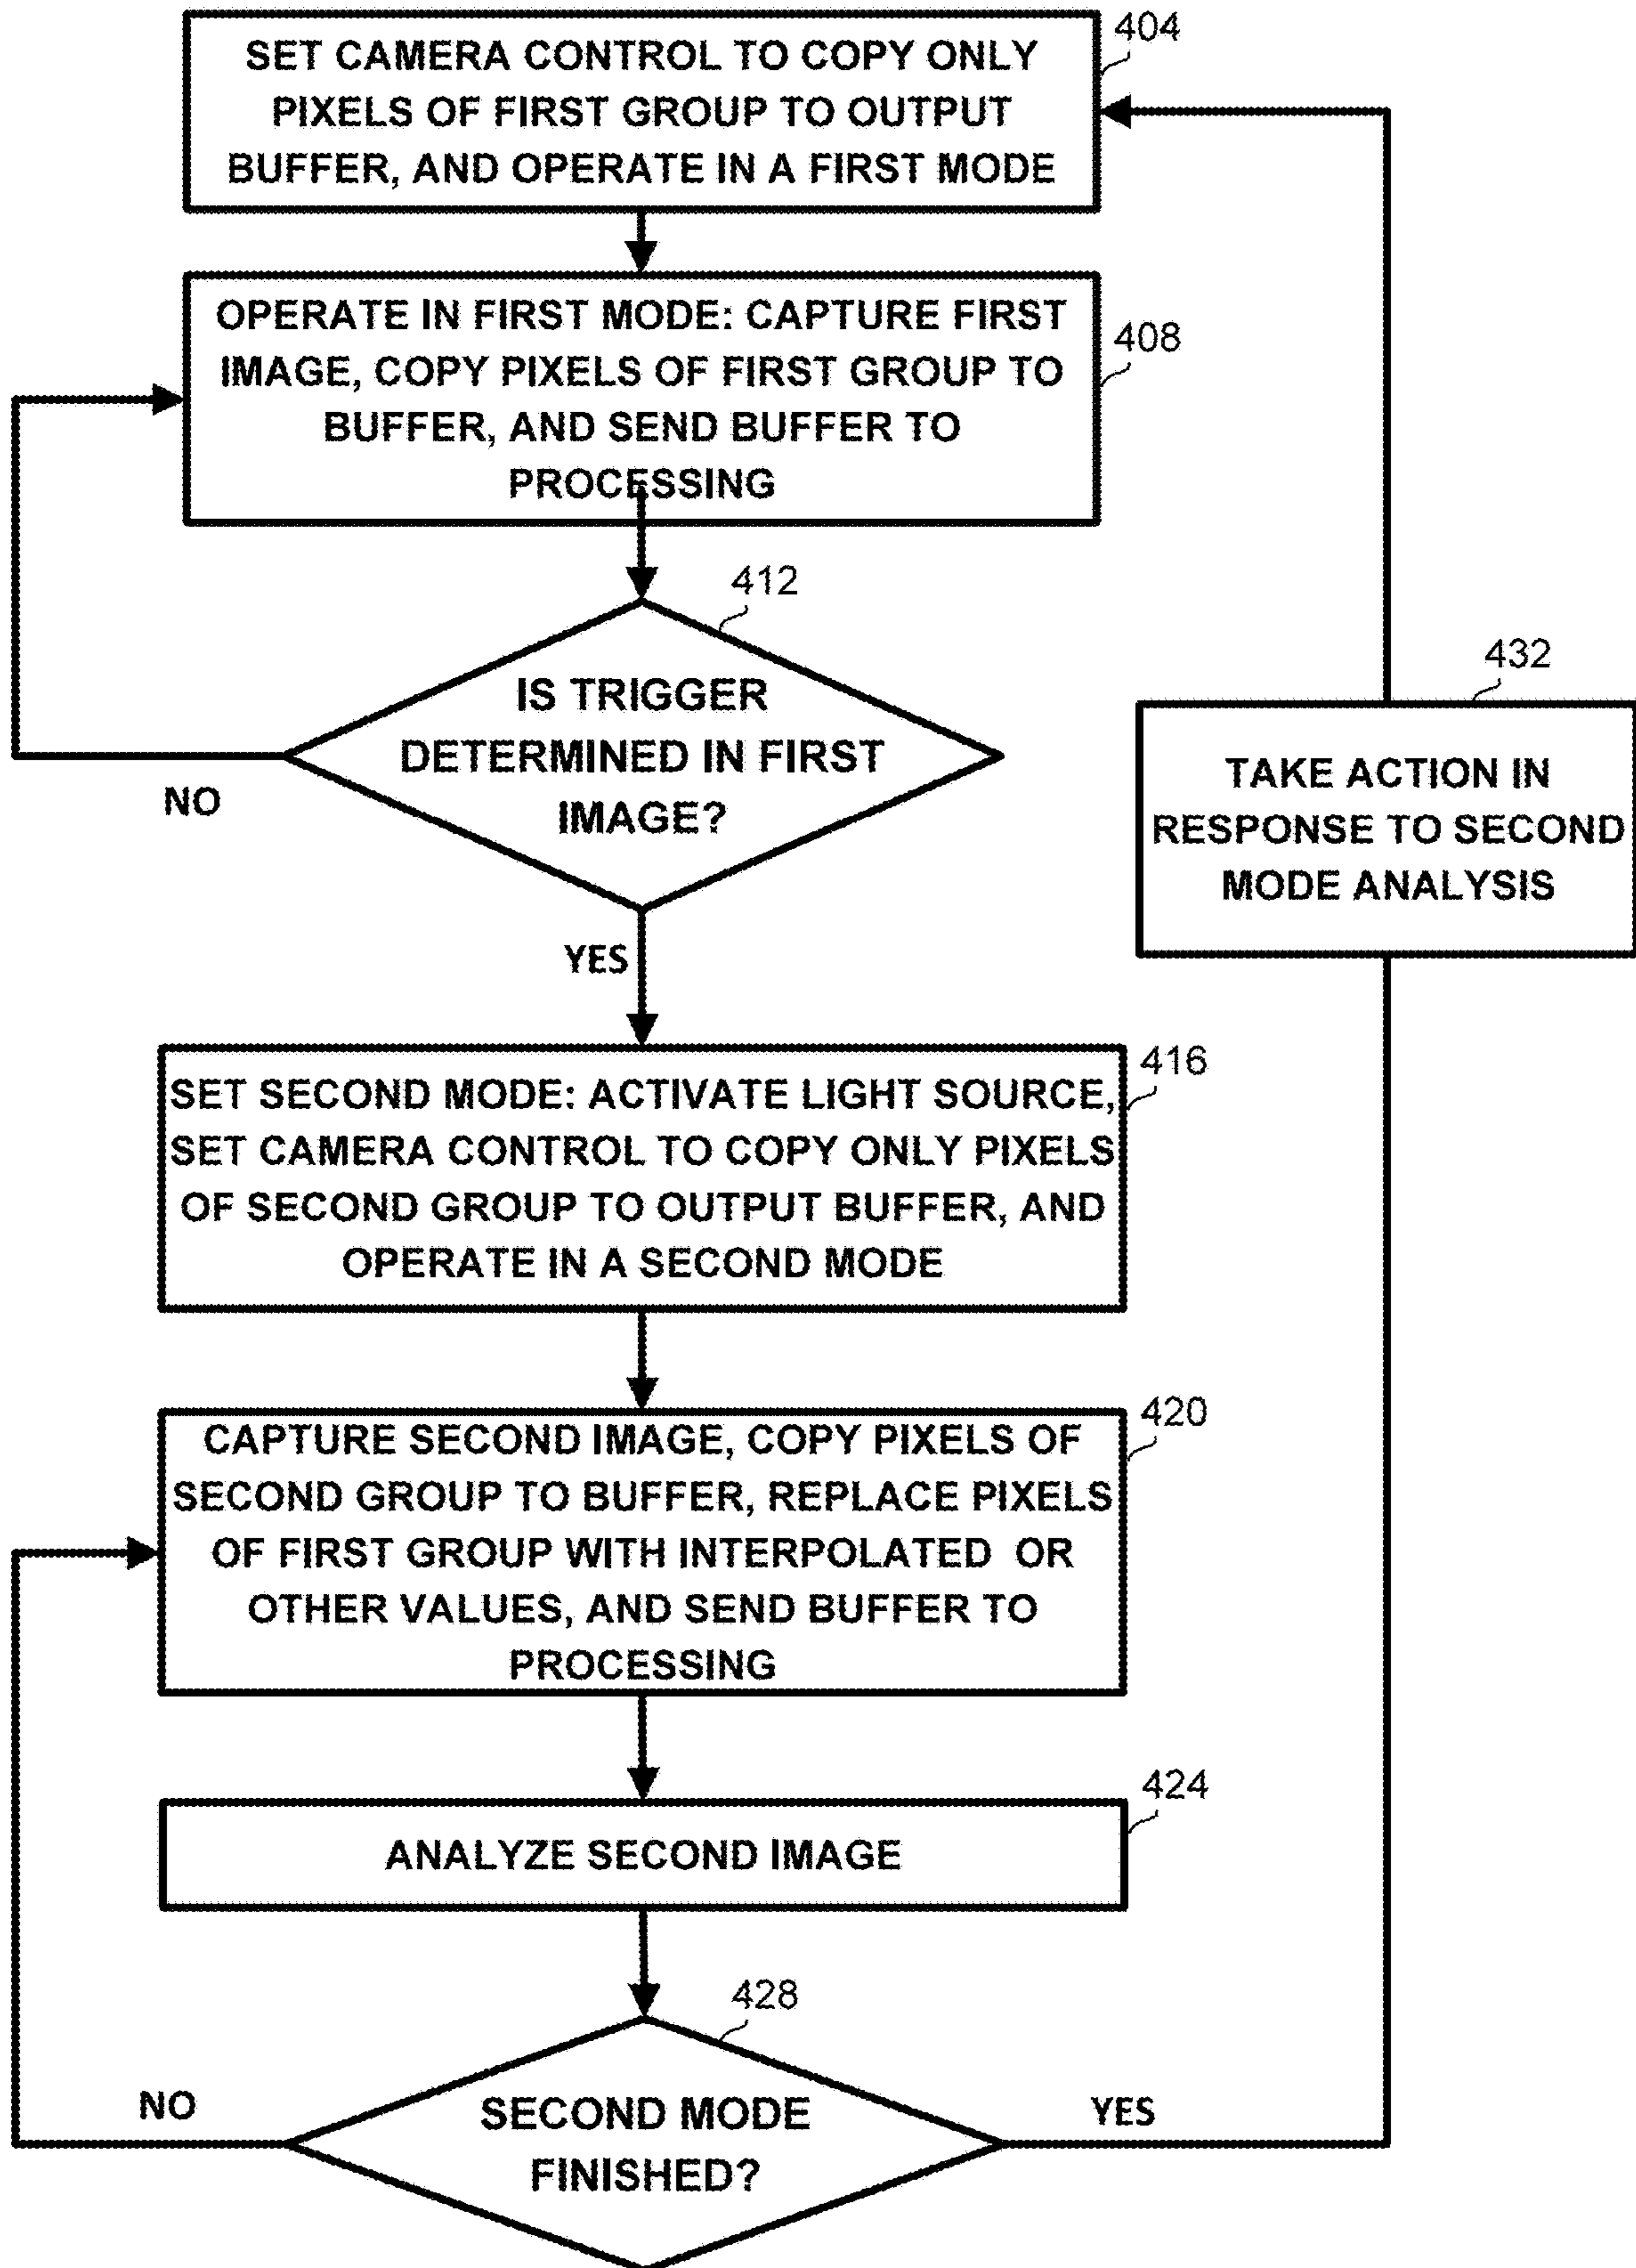 404
SET CAMERA CONTROL TO COPY ONLY
PIXELS OF FIRST GROUP TO OUTPUT
BUFFER, AND OPERATE IN A FIRST MODE
408
OPERATE IN FIRST MODE: CAPTURE FIRST
IMAGE, COPY PIXELS OF FIRST GROUP TO
BUFFER, AND SEND BUFFER TO
PROCESSING
412
IS TRIGGER
DETERMINED IN FIRST
IMAGE?
NO
YES
432
TAKE ACTION IN
RESPONSE TO SECOND
MODE ANALYSIS
416
SET SECOND MODE: ACTIVATE LIGHT SOURCE,
SET CAMERA CONTROL TO COPY ONLY PIXELS
OF SECOND GROUP TO OUTPUT BUFFER, AND
OPERATE IN A SECOND MODE
420
CAPTURE SECOND IMAGE, COPY PIXELS OF
SECOND GROUP TO BUFFER, REPLACE PIXELS
OF FIRST GROUP WITH INTERPOLATED OR
OTHER VALUES, AND SEND BUFFER TO
PROCESSING
424
ANALYZE SECOND IMAGE
428
SECOND MODE
FINISHED?
NO
YES